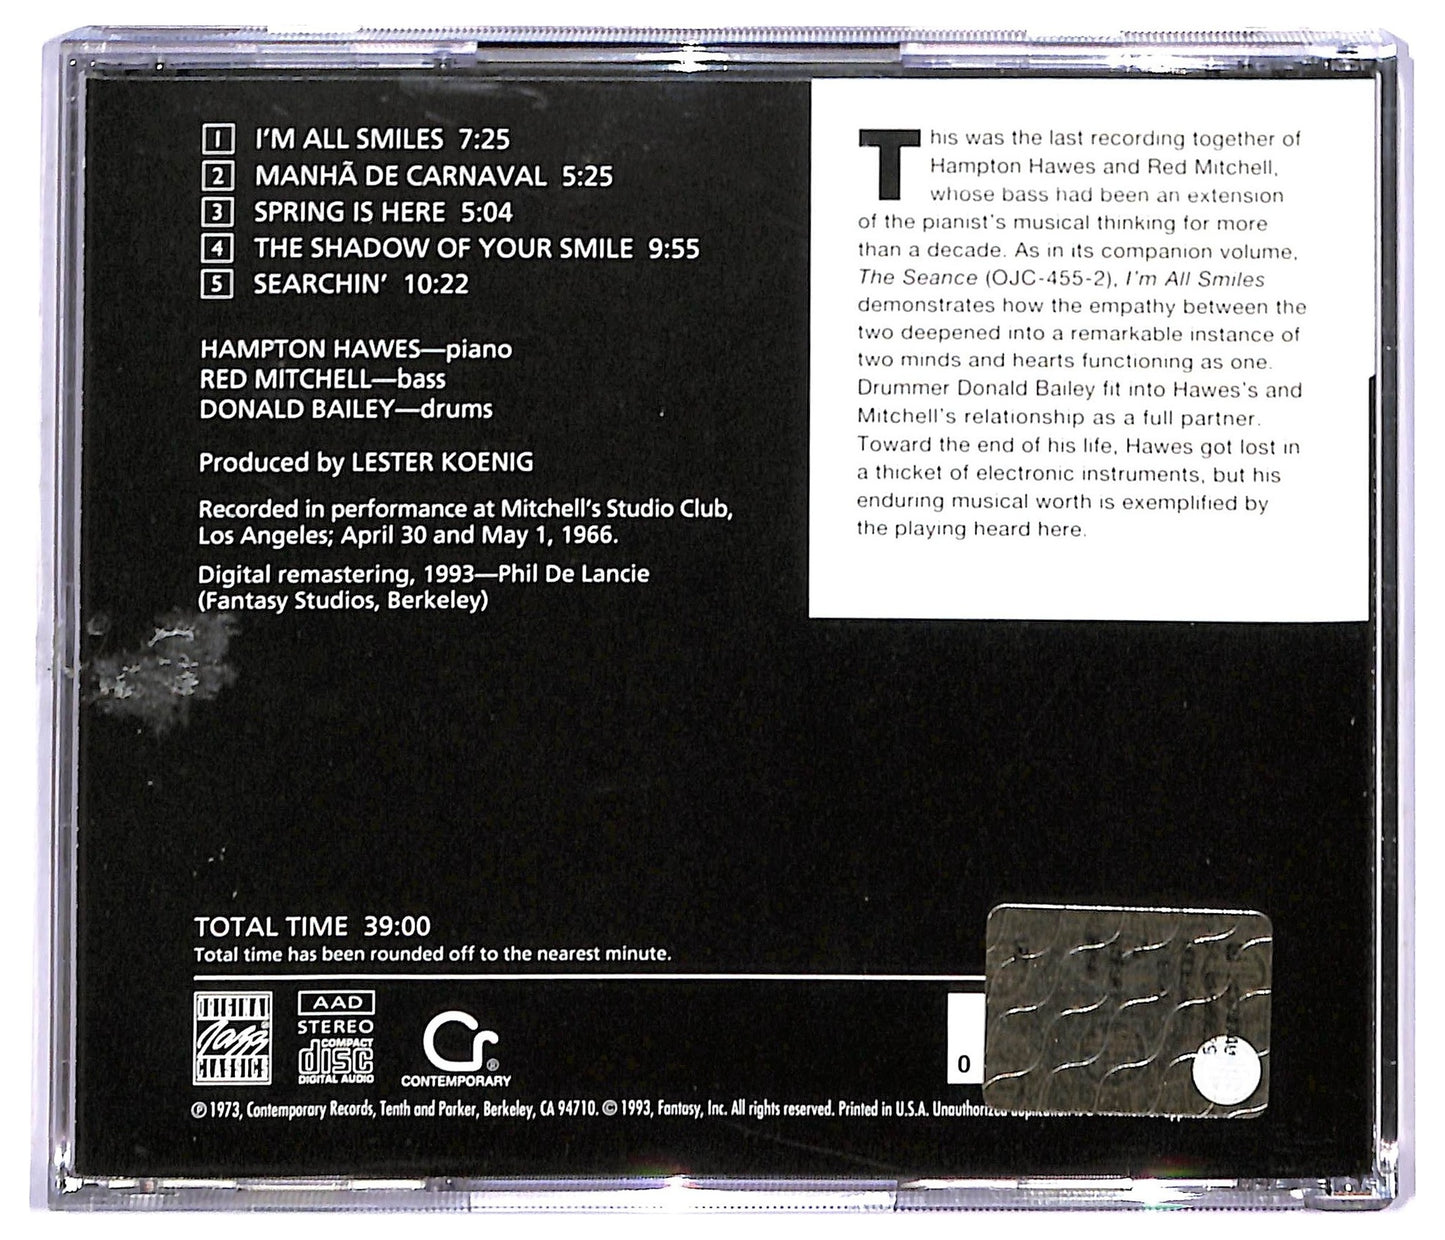 1 I'M ALL SMILES 7:25
2 MANHÃ DE CARNAVAL 5:25
3 SPRING IS HERE 5:04
4 THE SHADOW OF YOUR SMILE 9:55
5 SEARCHIN' 10:22
HAMPTON HAWES—piano
RED MITCHELL—bass
DONALD BAILEY—drums
Produced by LESTER KOENIG
Recorded in performance at Mitchell's Studio Club,
Los Angeles; April 30 and May 1, 1966.
Digital remastering, 1993—Phil De Lancie
(Fantasy Studios, Berkeley)
This was the last recording together of
Hampton Hawes and Red Mitchell,
whose bass had been an extension
of the pianist's musical thinking for more
than a decade. As in its companion volume,
The Seance (OJC-455-2), I'm All Smiles
demonstrates how the empathy between the
two deepened into a remarkable instance of
two minds and hearts functioning as one.
Drummer Donald Bailey fit into Hawes's and
Mitchell's relationship as a full partner.
Toward the end of his life, Hawes got lost in
a thicket of electronic instruments, but his
enduring musical worth is exemplified by
the playing heard here.
TOTAL TIME 39:00
Total time has been rounded off to the nearest minute.
ORIGINAL
Jazz®
CLASSICS
AAD
STEREO
COMPACT
disc
DIGITAL AUDIO
Cr®
CONTEMPORARY
0
℗ 1973, Contemporary Records, Tenth and Parker, Berkeley, CA 94710. © 1993, Fantasy, Inc. All rights reserved. Printed in U.S.A. Unauthorized